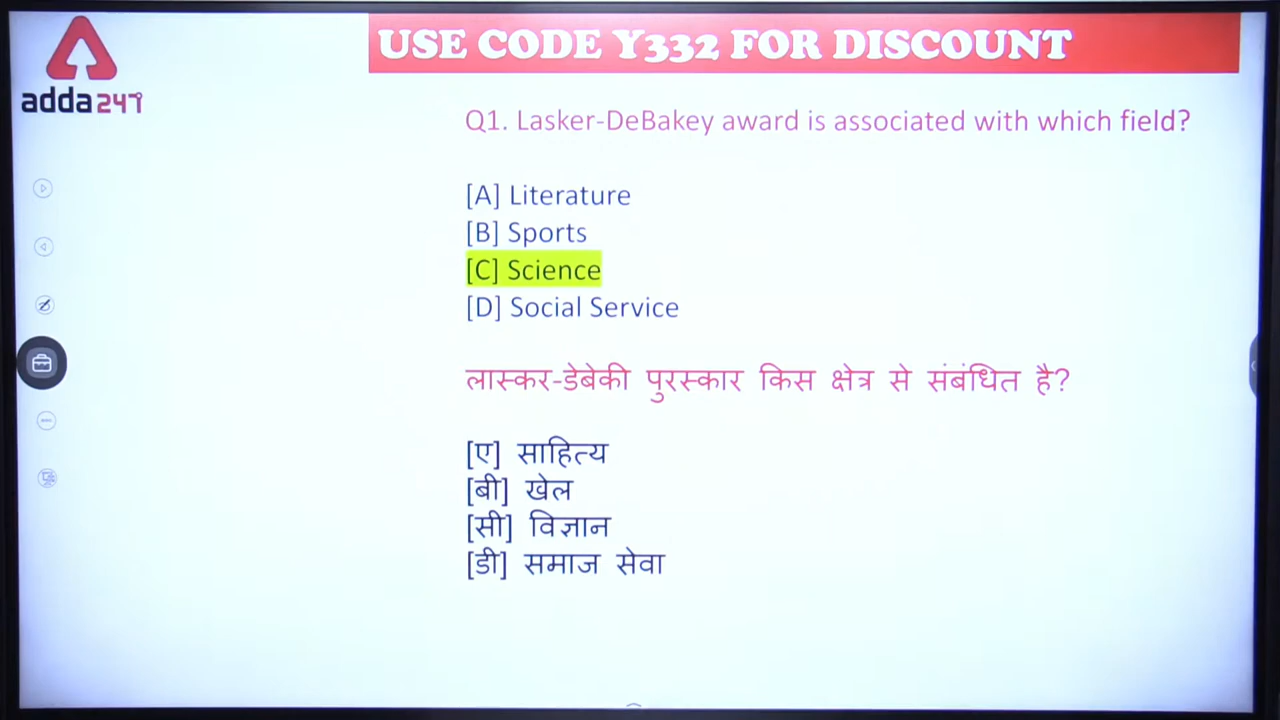 USE CODE Y332 FOR DISCOUNT
adda247
Q1. Lasker-DeBakey award is associated with which field?
[A] Literature
[B] Sports
[C] Science
[D] Social Service
लास्कर-डेबेकी पुरस्कार किस क्षेत्र से संबंधित है?
[ए] साहित्य
[बी] खेल
[सी] विज्ञान
[डी] समाज सेवा